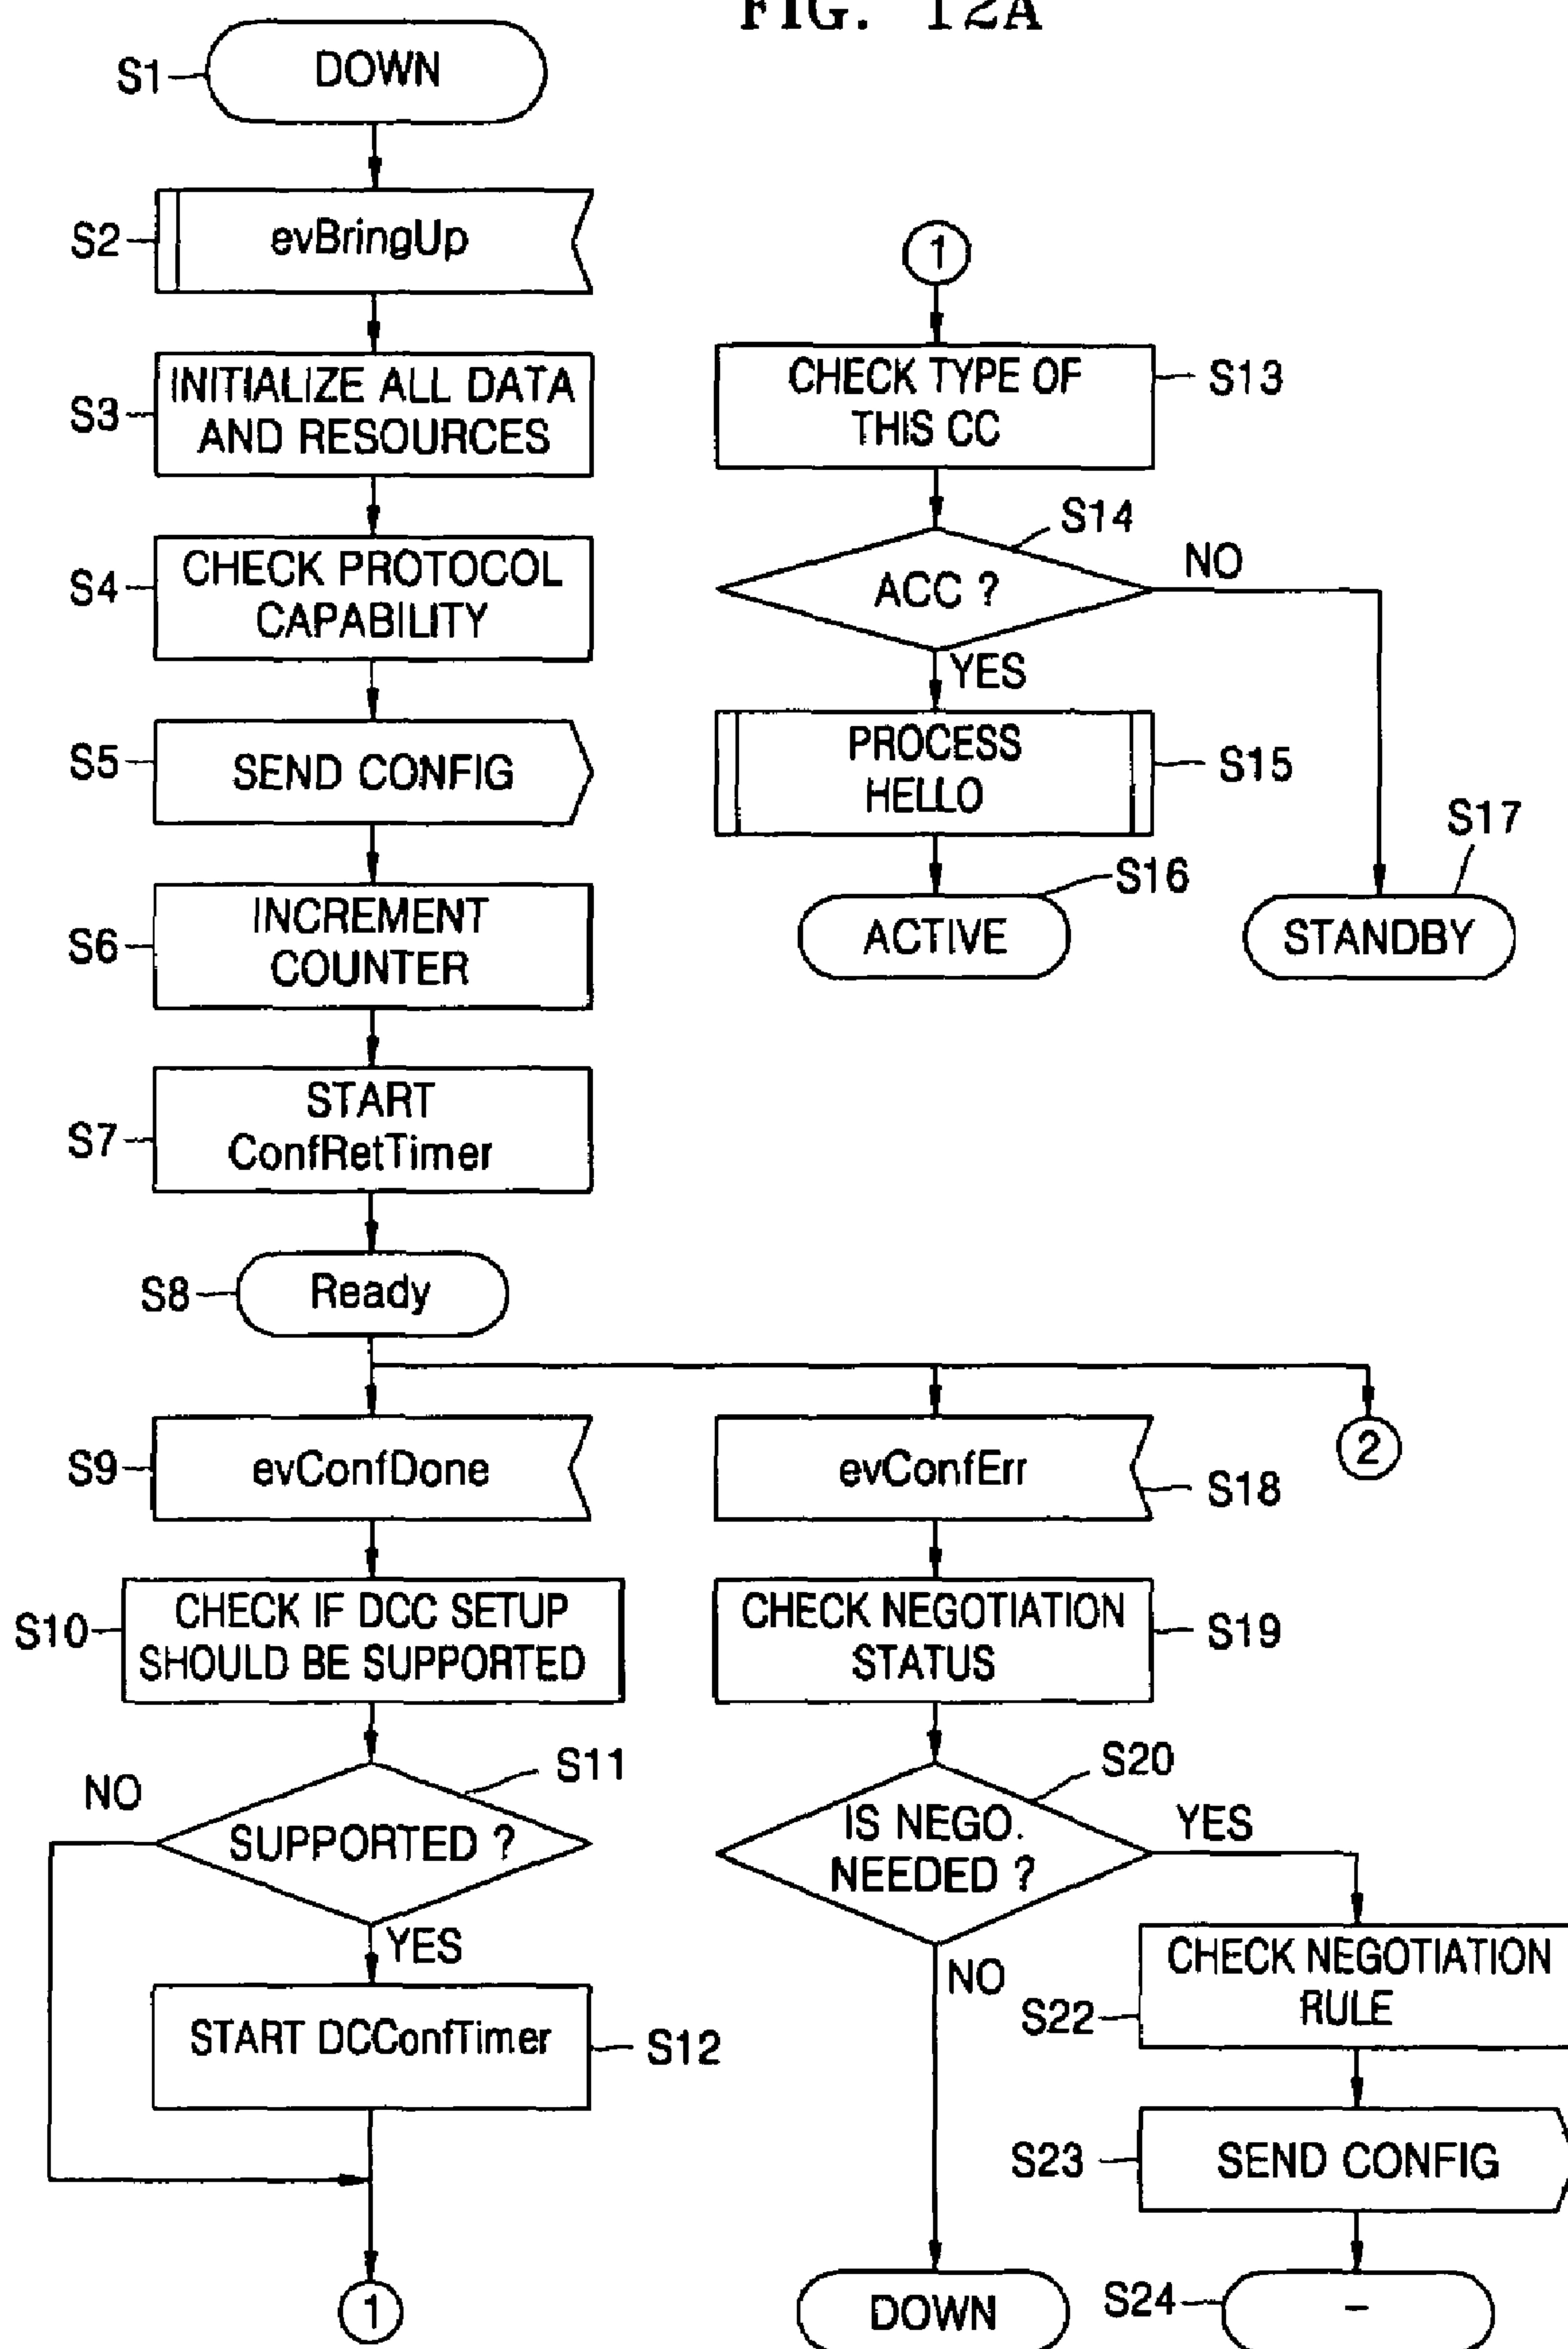 FIG. 12A
S1
DOWN
S2
evBringUp
S3
INITIALIZE ALL DATA
AND RESOURCES
S4
CHECK PROTOCOL
CAPABILITY
S5
SEND CONFIG
S6
INCREMENT
COUNTER
S7
START
ConfRetTimer
S8
Ready
S9
evConfDone
S10
CHECK IF DCC SETUP
SHOULD BE SUPPORTED
S11
NO
SUPPORTED ?
YES
START DCConfTimer
S12
1
1
CHECK TYPE OF
THIS CC
S13
S14
ACC ?
NO
YES
PROCESS
HELLO
S15
S16
ACTIVE
S17
STANDBY
2
evConfErr
S18
CHECK NEGOTIATION
STATUS
S19
S20
IS NEGO.
NEEDED ?
YES
NO
DOWN
S22
CHECK NEGOTIATION
RULE
S23
SEND CONFIG
S24
–